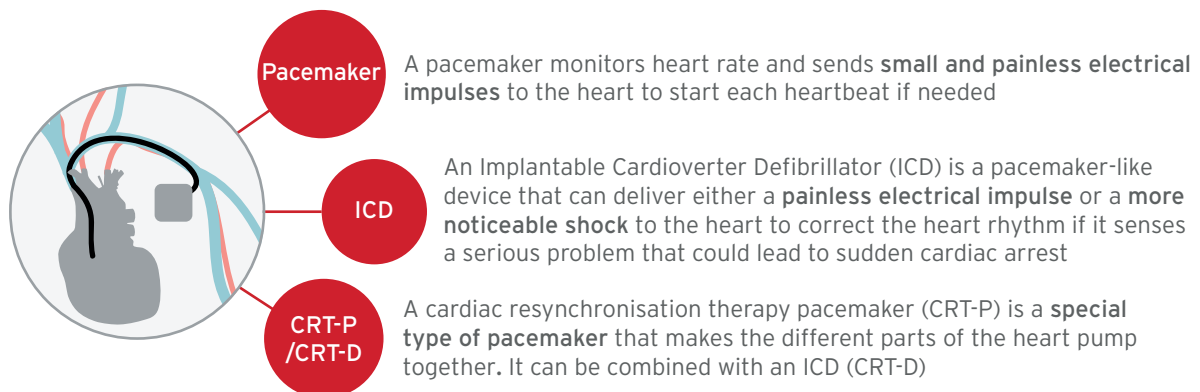 Pacemaker
A pacemaker monitors heart rate and sends small and painless electrical
impulses to the heart to start each heartbeat if needed
ICD
An Implantable Cardioverter Defibrillator (ICD) is a pacemaker-like
device that can deliver either a painless electrical impulse or a more
noticeable shock to the heart to correct the heart rhythm if it senses
a serious problem that could lead to sudden cardiac arrest
CRT-P
/CRT-D
A cardiac resynchronisation therapy pacemaker (CRT-P) is a special
type of pacemaker that makes the different parts of the heart pump
together. It can be combined with an ICD (CRT-D)